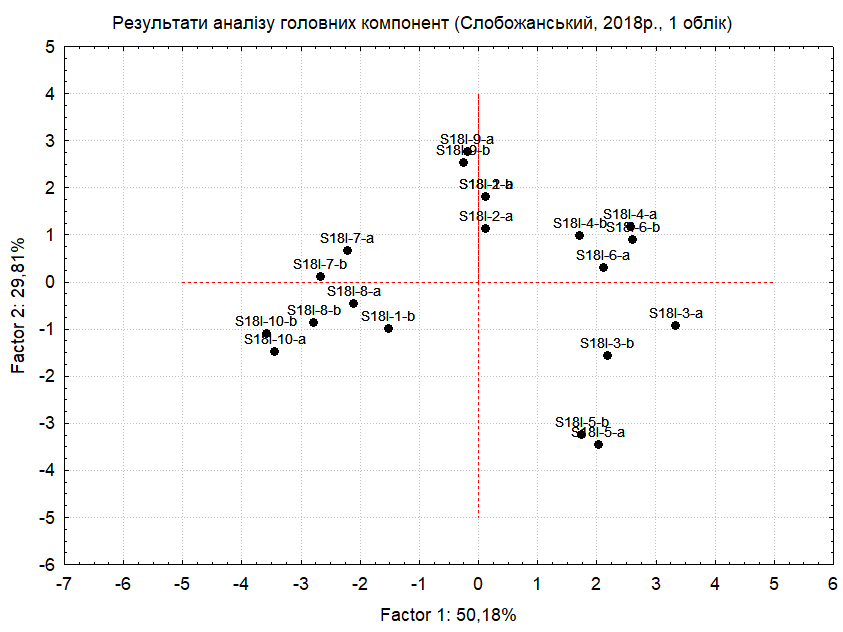 Результати аналізу головних компонент (Слобожанський, 2018р., 1 облік)
5
4
3
2
1
0
-1
-2
-3
-4
-5
-6
Factor 2: 29,81%
S18l-9-a
S18l-9-b
S18l-2-a
S18l-4-a
S18l-4-b
S18l-6-b
S18l-7-a
S18l-6-a
S18l-7-b
S18l-8-a
S18l-8-b
S18l-1-b
S18l-3-a
S18l-10-b
S18l-10-a
S18l-3-b
S18l-5-b
S18l-5-a
-7
-6
-5
-4
-3
-2
-1
0
1
2
3
4
5
6
Factor 1: 50,18%